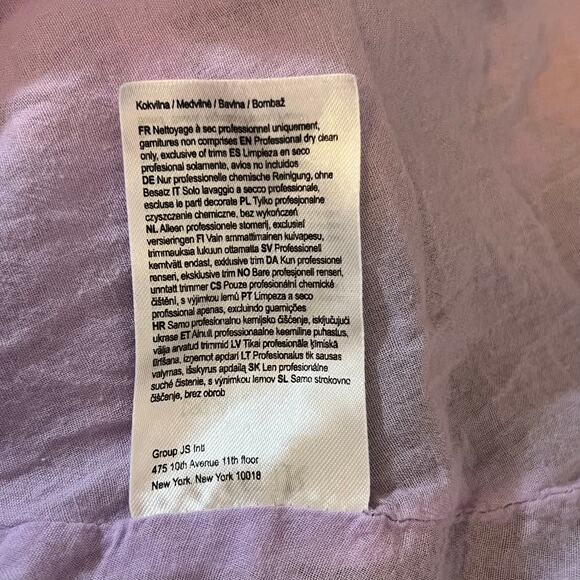 Kokvilna / Medvilnė / Bavlna / Bombaž
FR Nettoyage à sec professionnel uniquement,
garnitures non comprises EN Professional dry clean
only, exclusive of trims ES Limpieza en seco
profesional solamente, avios no incluidos
DE Nur professionelle chemische Reinigung, ohne
Besatz IT Solo lavaggio a secco professionale,
escluse le parti decorate PL Tylko profesjonalne
czyszczenie chemiczne, bez wykończeń
NL Alleen professionele stomerij, exclusief
versieringen FI Vain ammattimainen kuivapesu,
trimmauksia lukuun ottamatta SV Professionell
kemtvätt endast, exklusive trim DA Kun professionel
renseri, eksklusive trim NO Bare profesjonell renseri,
unntatt trimmer CS Pouze profesionální chemické
čištění, s výjimkou lemů PT Limpeza a seco
profissional apenas, excluindo guarnições
HR Samo profesionalno kemijsko čišćenje, isključujući
ukrase ET Ainult professionaalne keemiline puhastus,
välja arvatud trimmid LV Tikai profesionāla ķīmiskā
tīrīšana, izņemot apdari LT Profesionalus tik sausas
valymas, išskyrus apdailą SK Len profesionálne
suché čistenie, s výnimkou lemov SL Samo strokovno
čiščenje, brez obrob
Group JS Intl
475 10th Avenue 11th floor
New York, New York 10018